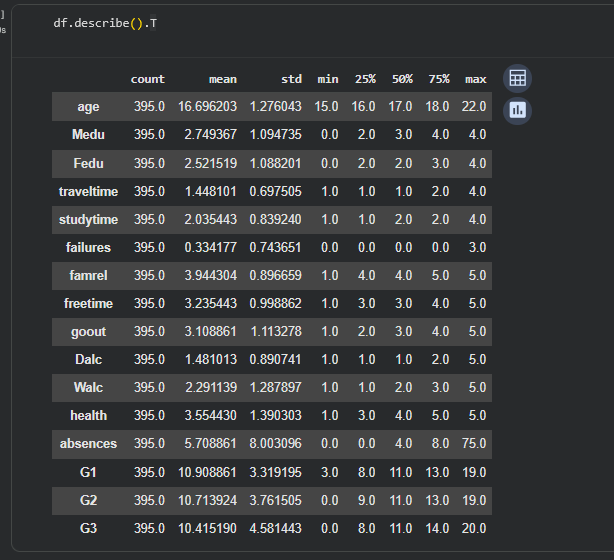 ]
0s
df.describe().T
count mean std min 25% 50% 75% max
age 395.0 16.696203 1.276043 15.0 16.0 17.0 18.0 22.0
Medu 395.0 2.749367 1.094735 0.0 2.0 3.0 4.0 4.0
Fedu 395.0 2.521519 1.088201 0.0 2.0 2.0 3.0 4.0
traveltime 395.0 1.448101 0.697505 1.0 1.0 1.0 2.0 4.0
studytime 395.0 2.035443 0.839240 1.0 1.0 2.0 2.0 4.0
failures 395.0 0.334177 0.743651 0.0 0.0 0.0 0.0 3.0
famrel 395.0 3.944304 0.896659 1.0 4.0 4.0 5.0 5.0
freetime 395.0 3.235443 0.998862 1.0 3.0 3.0 4.0 5.0
goout 395.0 3.108861 1.113278 1.0 2.0 3.0 4.0 5.0
Dalc 395.0 1.481013 0.890741 1.0 1.0 1.0 2.0 5.0
Walc 395.0 2.291139 1.287897 1.0 1.0 2.0 3.0 5.0
health 395.0 3.554430 1.390303 1.0 3.0 4.0 5.0 5.0
absences 395.0 5.708861 8.003096 0.0 0.0 4.0 8.0 75.0
G1 395.0 10.908861 3.319195 3.0 8.0 11.0 13.0 19.0
G2 395.0 10.713924 3.761505 0.0 9.0 11.0 13.0 19.0
G3 395.0 10.415190 4.581443 0.0 8.0 11.0 14.0 20.0